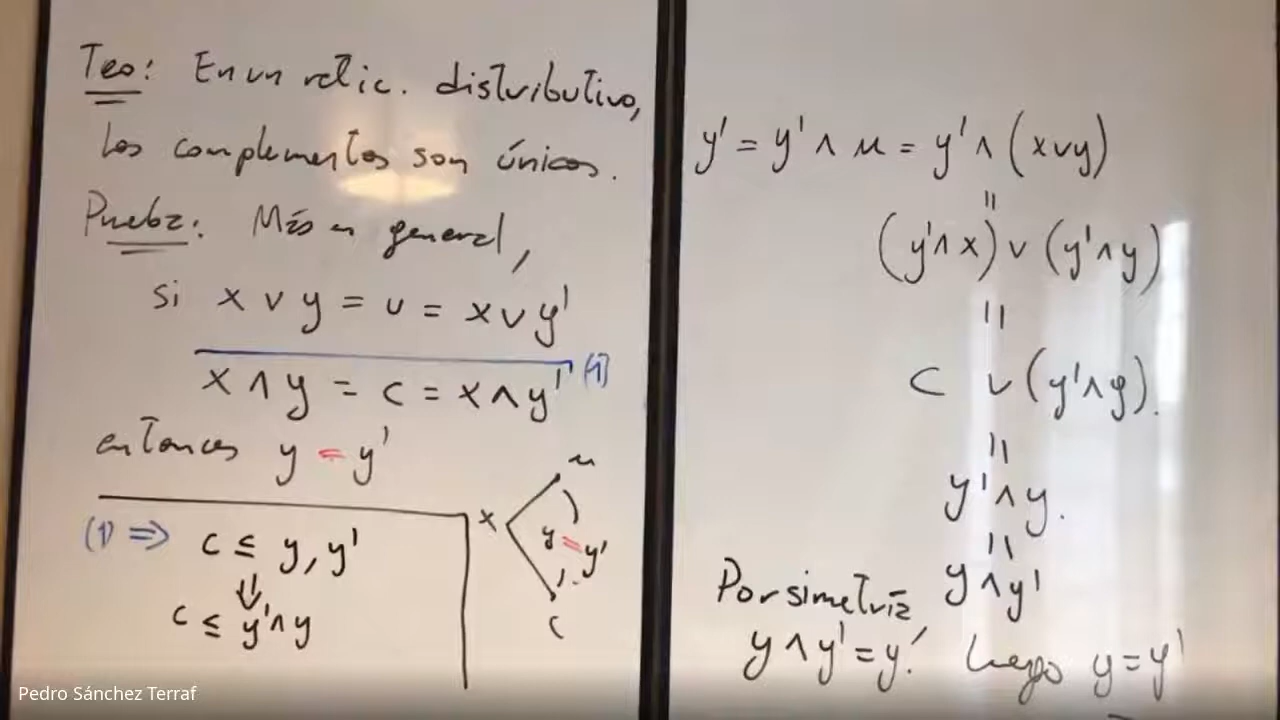 Teo: En un retic. distributivo,
los complementos son únicos.
Prueba: Más en general,
si x ∨ y = u = x ∨ y'
x ∧ y = c = x ∧ y' (1)
entonces y = y'
(1) ⇒ c ≤ y, y'
⇓
c ≤ y' ∧ y
u
x
y = y'
c
y' = y' ∧ u = y' ∧ (x ∨ y)
=
(y' ∧ x) ∨ (y' ∧ y)
=
c ∨ (y' ∧ y).
=
y' ∧ y.
=
y ∧ y'
Por simetría
y ∧ y' = y'. Luego y = y'
Pedro Sánchez Terraf